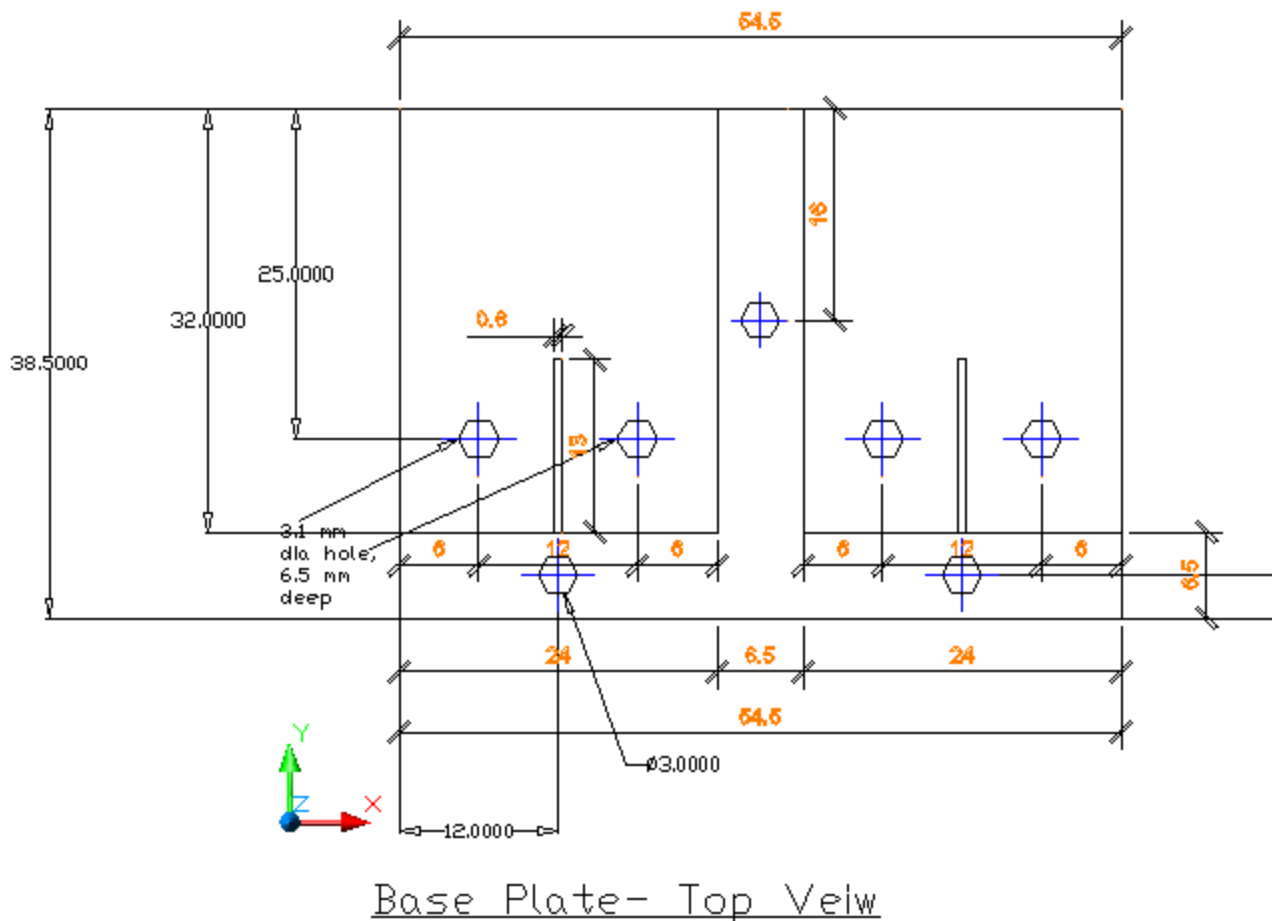 54.5
16
25.0000
32.0000
0.6
38.5000
13
3.1 mm
dia hole,
6.5 mm
deep
6 12 6
6 12 6
6.5
24 6.5 24
54.5
ø3.0000
Y
Z X
12.0000
Base Plate- Top Veiw